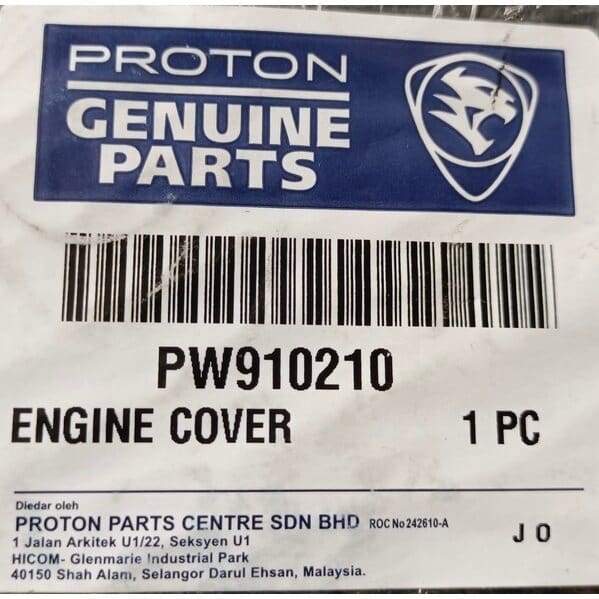 PROTON
GENUINE
PARTS
PW910210
ENGINE COVER 1 PC
Diedar oleh
PROTON PARTS CENTRE SDN BHD ROC No 242610-A
1 Jalan Arkitek U1/22, Seksyen U1 J O
HICOM- Glenmarie Industrial Park
40150 Shah Alam, Selangor Darul Ehsan, Malaysia.